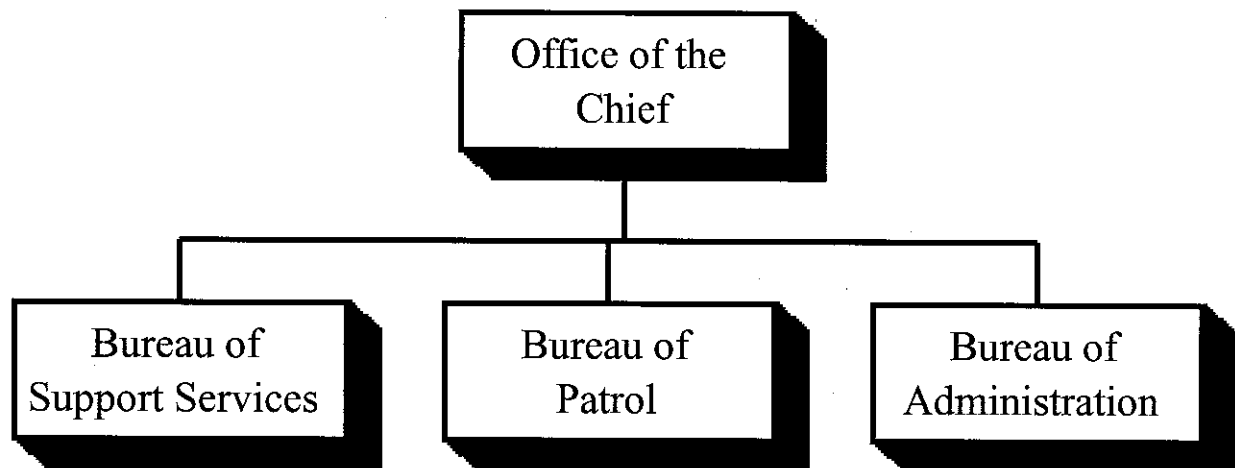 Office of the
Chief
Bureau of
Support Services
Bureau of
Patrol
Bureau of
Administration